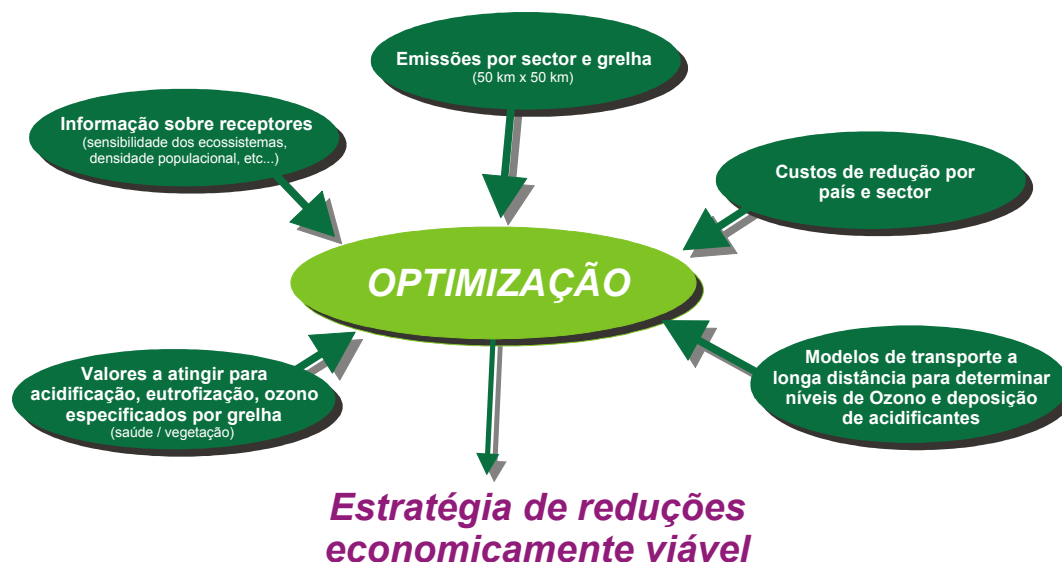 Emissões por sector e grelha
(50 km x 50 km)
Informação sobre receptores
(sensibilidade dos ecossistemas,
densidade populacional, etc...)
Custos de redução por
país e sector
OPTIMIZAÇÃO
Valores a atingir para
acidificação, eutrofização, ozono
especificados por grelha
(saúde / vegetação)
Modelos de transporte a
longa distância para determinar
níveis de Ozono e deposição
de acidificantes
Estratégia de reduções
economicamente viável